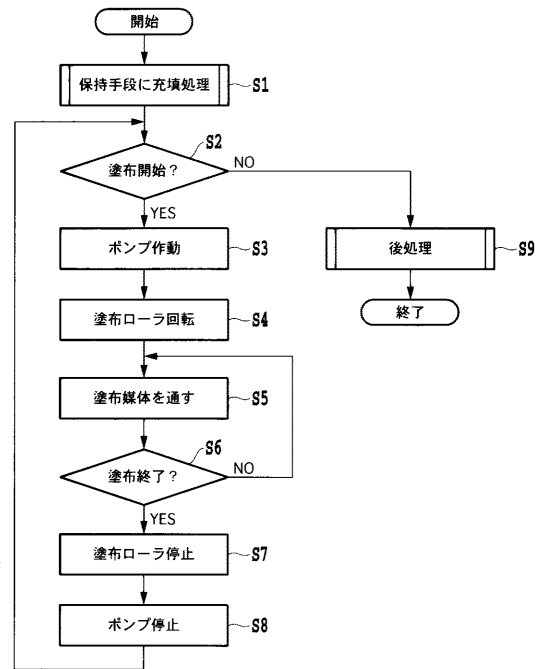 開始
保持手段に充填処理
S1
S2
塗布開始?
NO
YES
ポンプ作動
S3
後処理
S9
塗布ローラ回転
S4
終了
塗布媒体を通す
S5
S6
塗布終了?
NO
YES
塗布ローラ停止
S7
ポンプ停止
S8